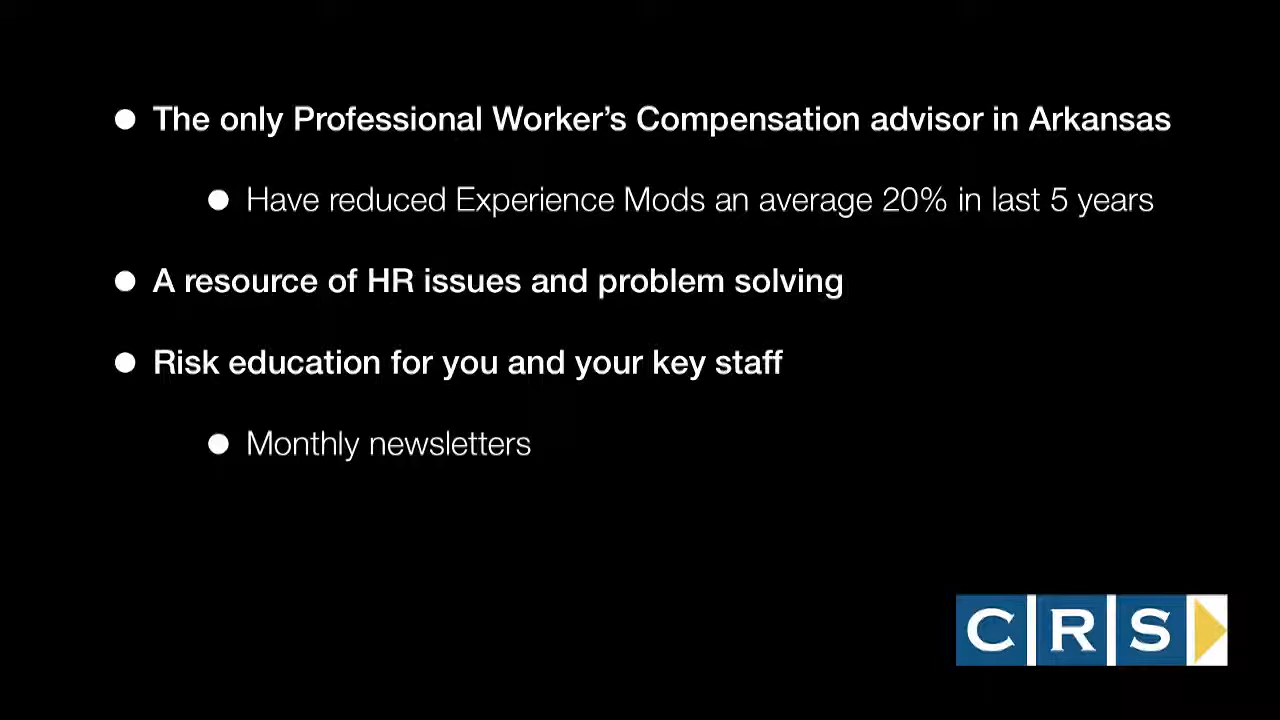 The only Professional Worker’s Compensation advisor in Arkansas
Have reduced Experience Mods an average 20% in last 5 years
A resource of HR issues and problem solving
Risk education for you and your key staff
Monthly newsletters
CRS